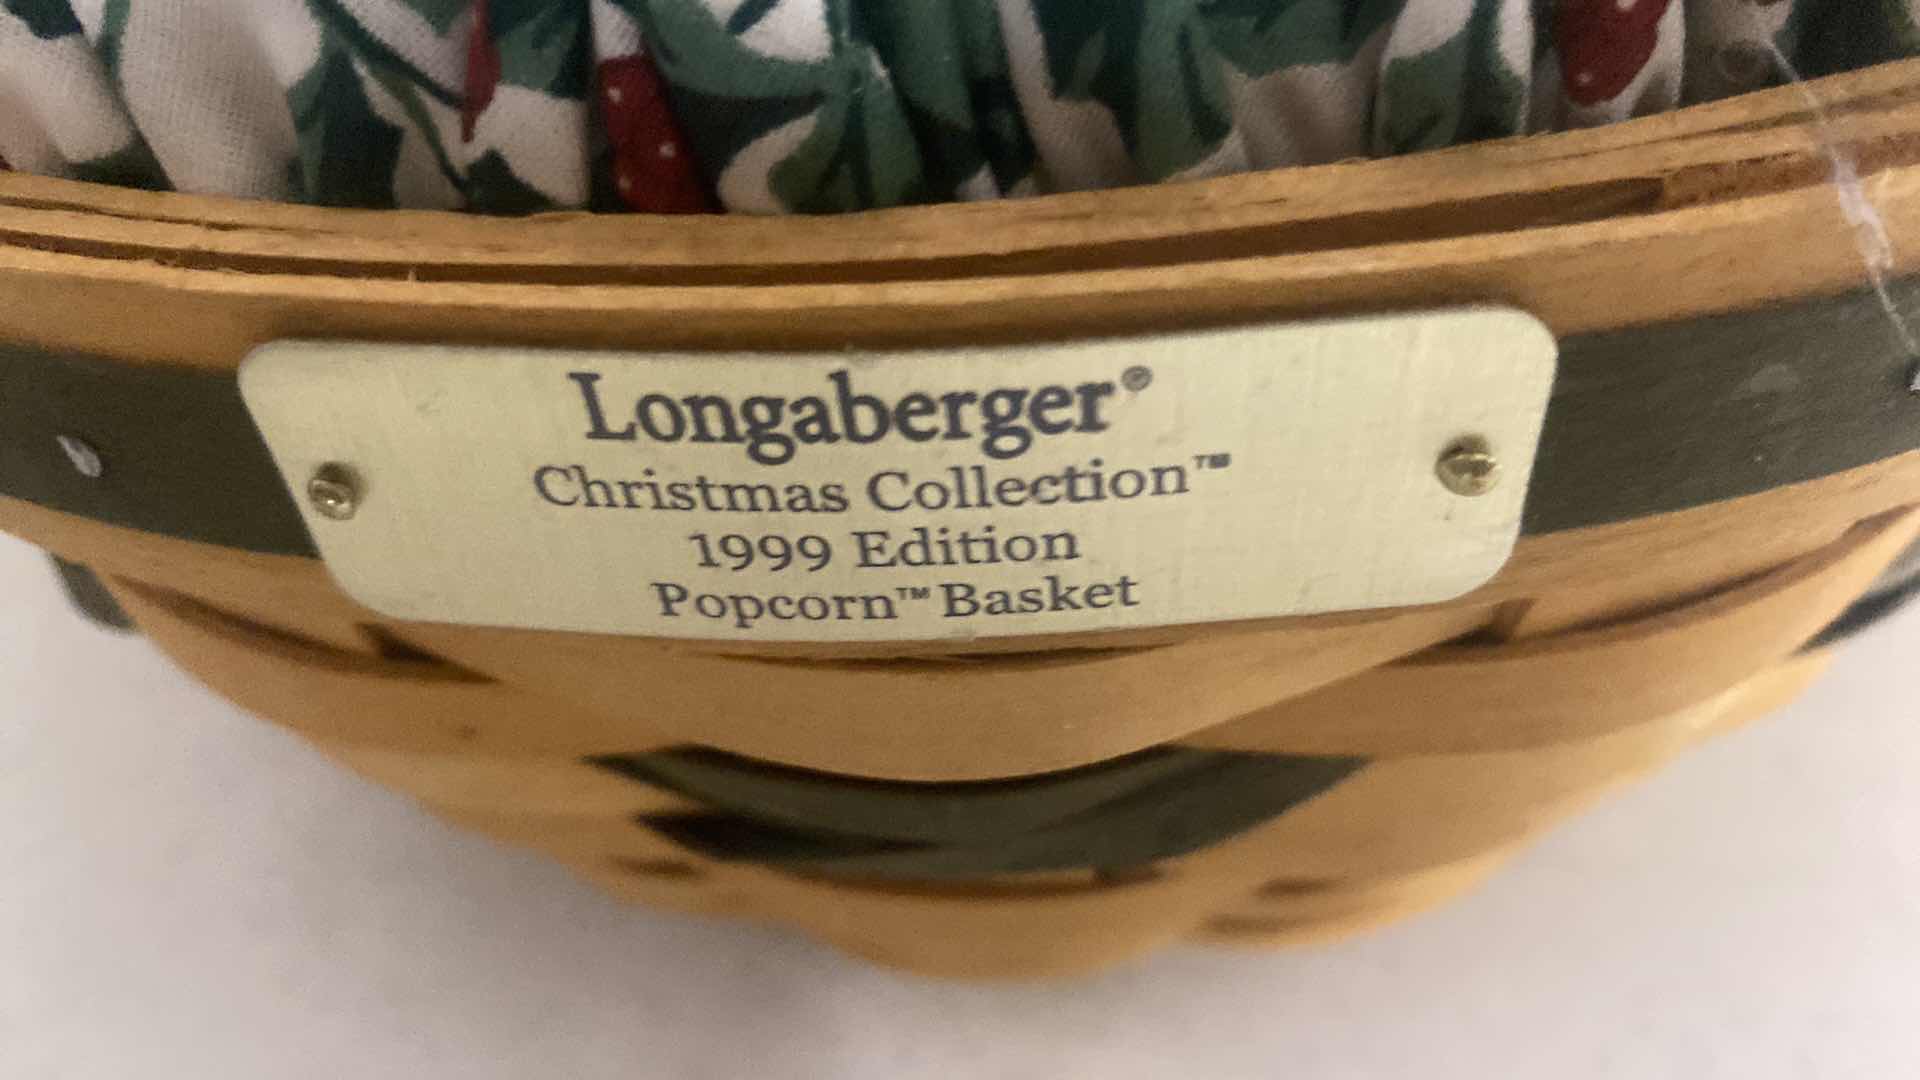 Longaberger®
Christmas Collection™
1999 Edition
Popcorn™ Basket